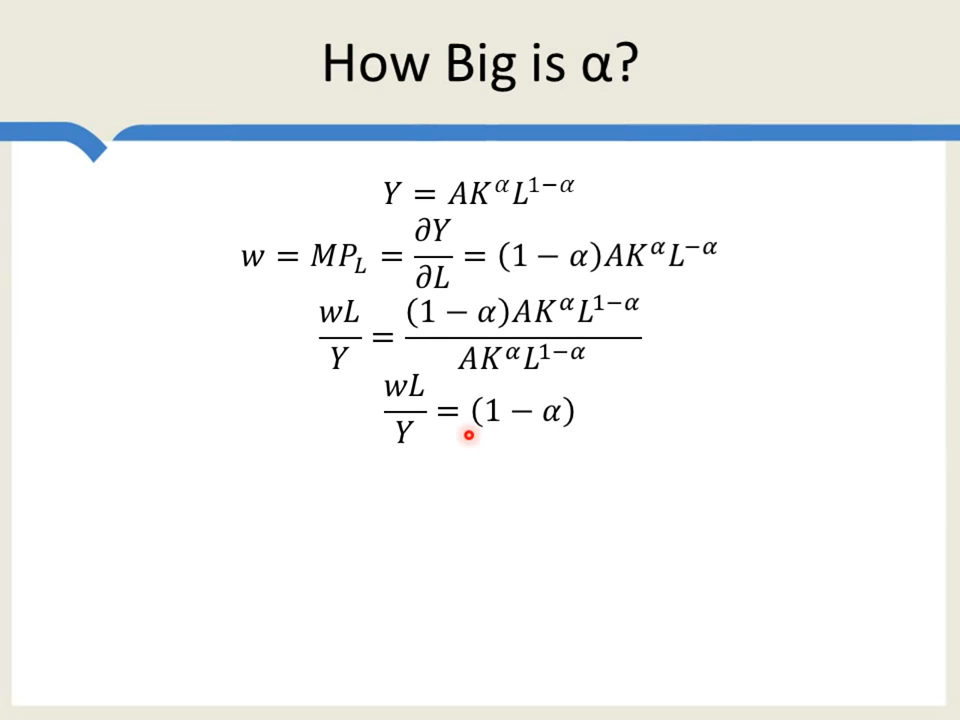 How Big is α?
Y = AK^α L^{1−α}
w = MP_L = ∂Y/∂L = (1 − α)AK^α L^{−α}
wL/Y = (1 − α)AK^α L^{1−α}/AK^α L^{1−α}
wL/Y = (1 − α)